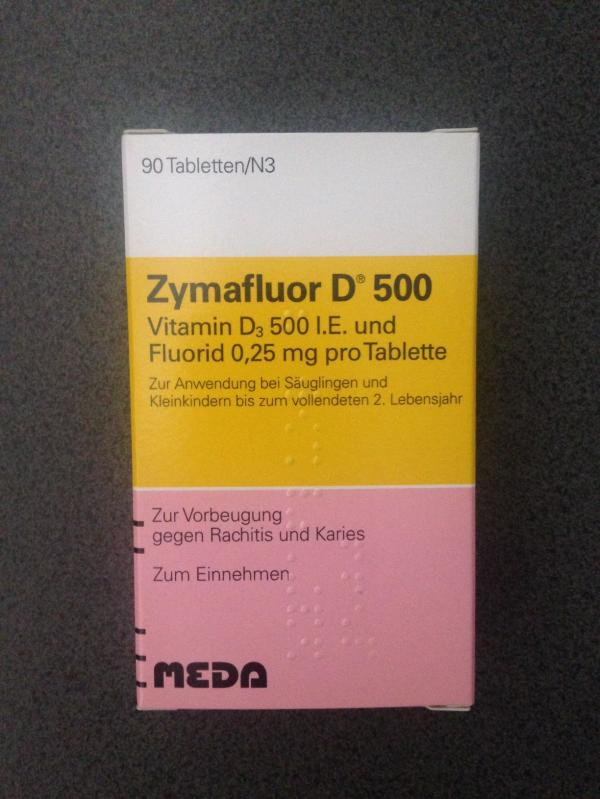 90 Tabletten/N3
Zymafluor D® 500
Vitamin D₃ 500 I.E. und
Fluorid 0,25 mg pro Tablette
Zur Anwendung bei Säuglingen und
Kleinkindern bis zum vollendeten 2. Lebensjahr
Zur Vorbeugung
gegen Rachitis und Karies
Zum Einnehmen
MEDA